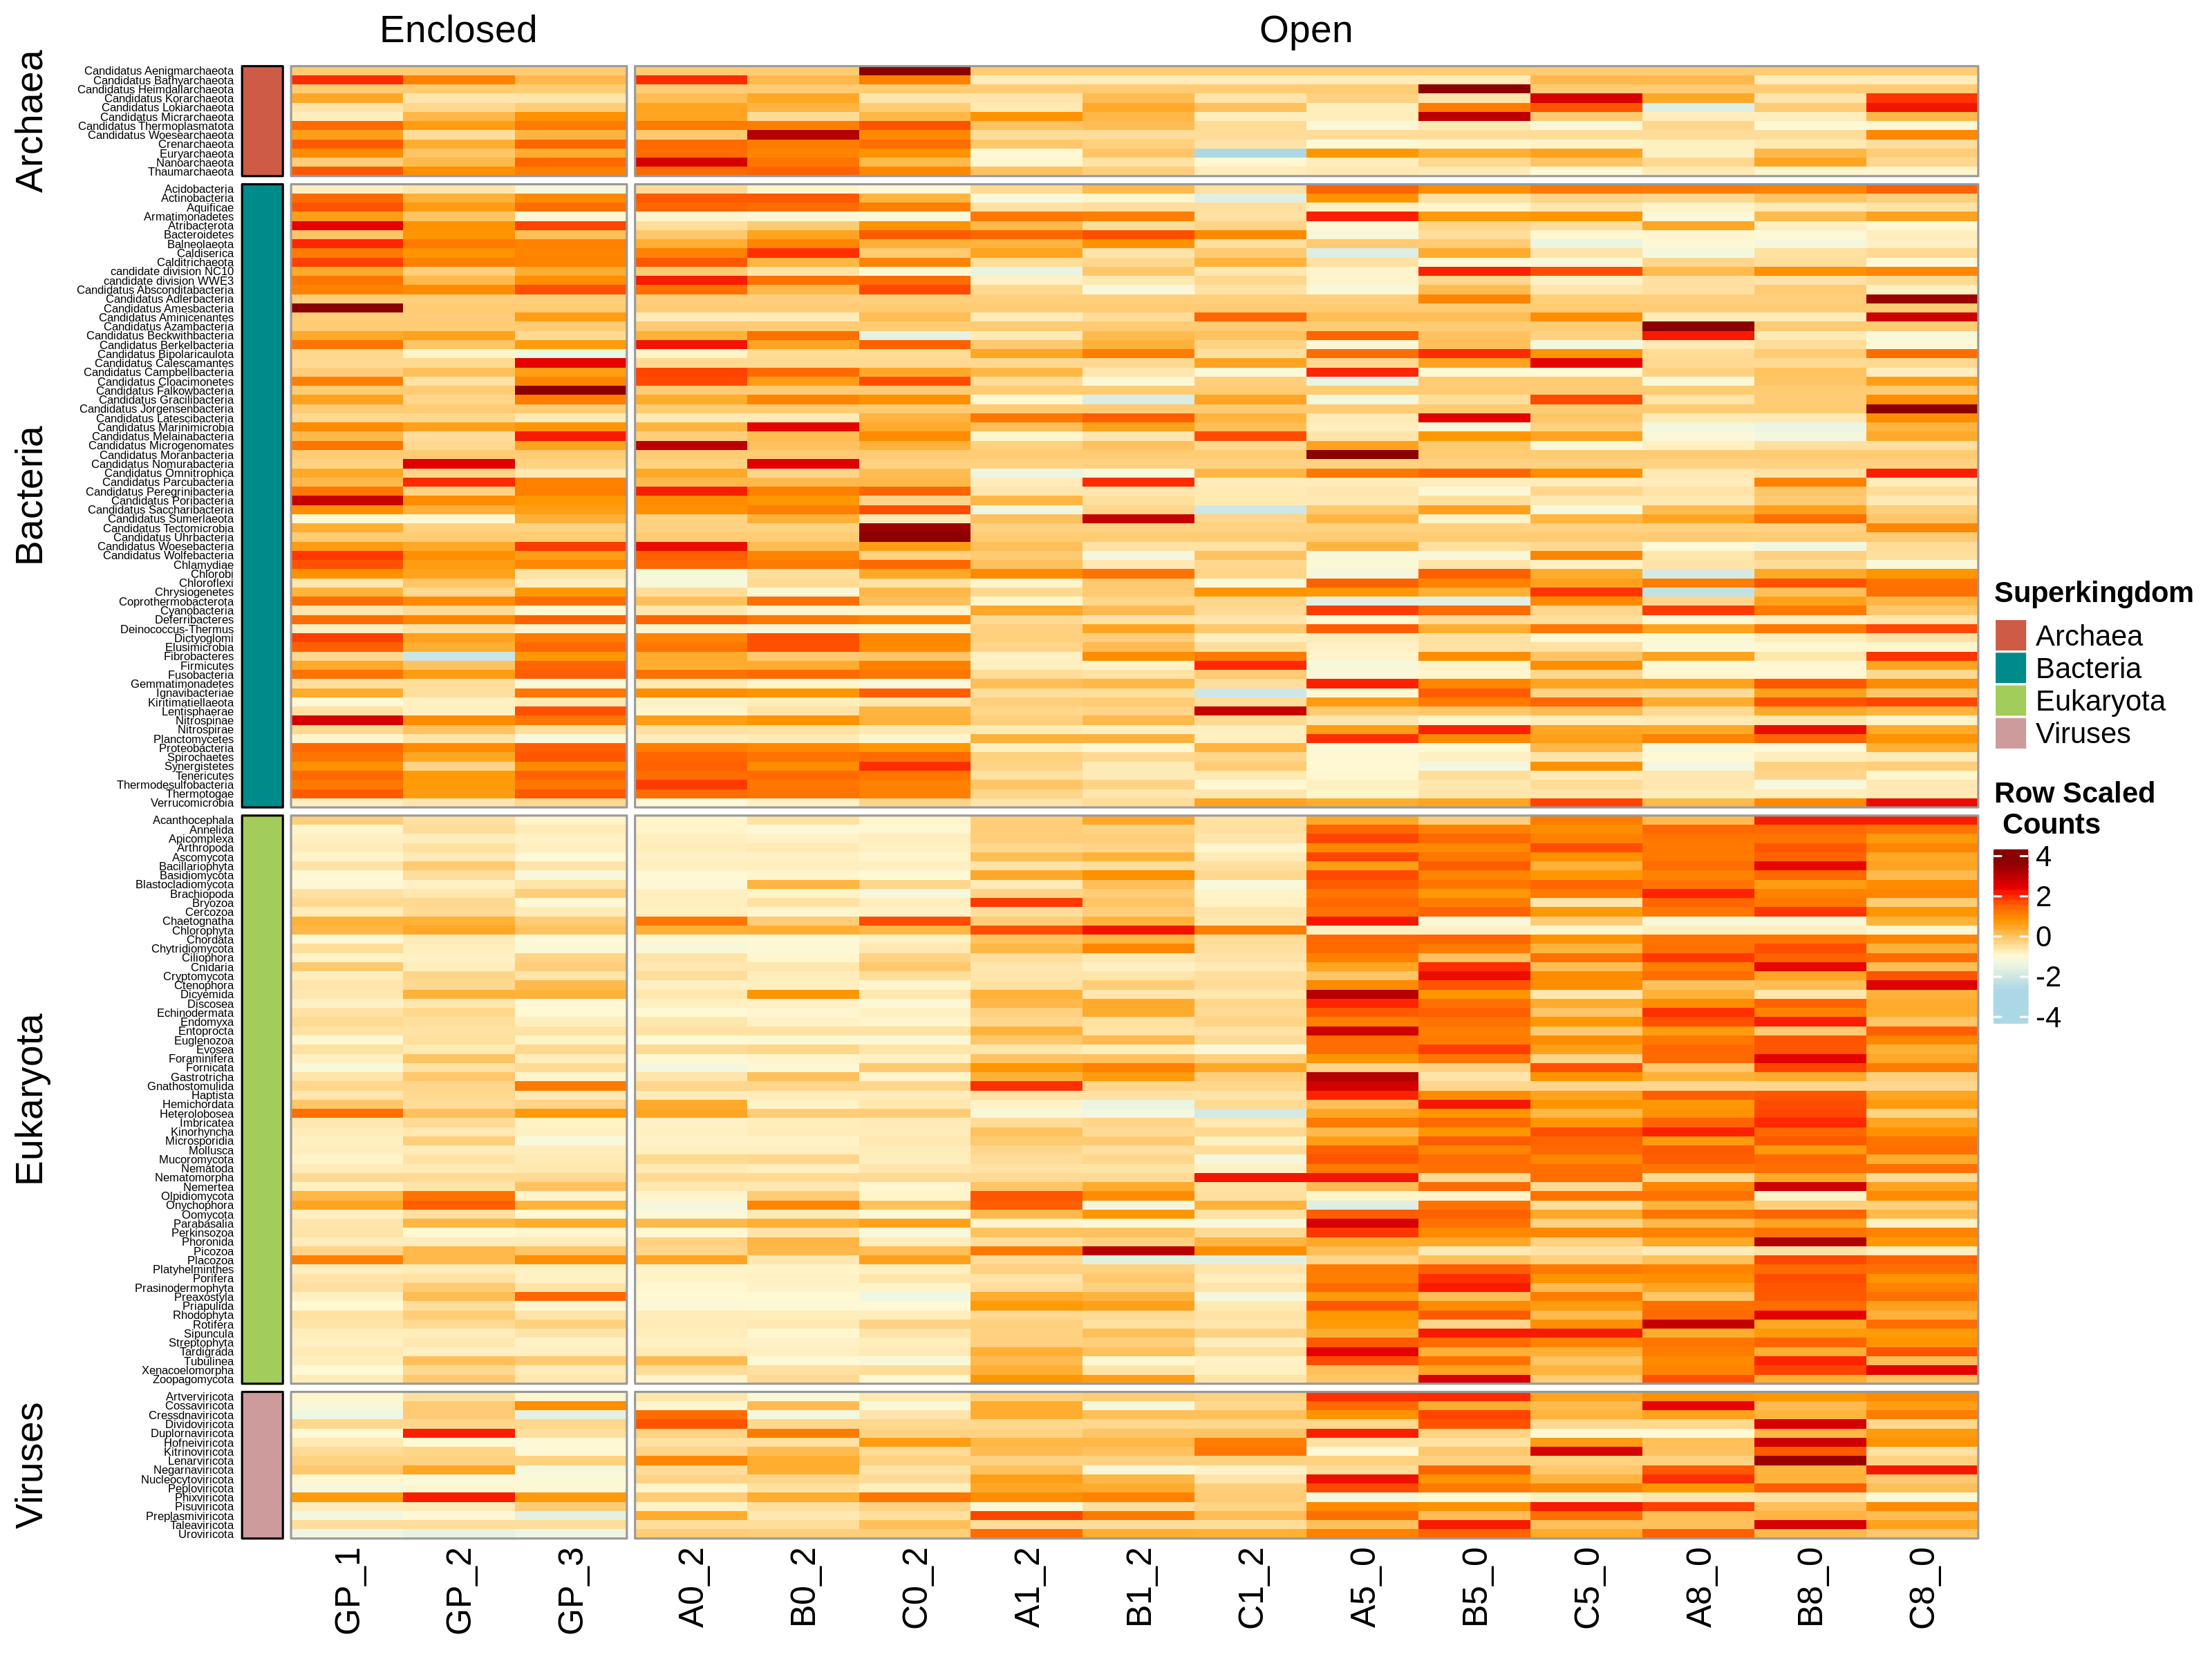 Enclosed
Open
Archaea
Candidatus Aenigmarchaeota
Candidatus Bathyarchaeota
Candidatus Heimdallarchaeota
Candidatus Korarchaeota
Candidatus Lokiarchaeota
Candidatus Micrarchaeota
Candidatus Thermoplasmatota
Candidatus Woesearchaeota
Crenarchaeota
Euryarchaeota
Nanoarchaeota
Thaumarchaeota
Bacteria
Acidobacteria
Actinobacteria
Aquificae
Armatimonadetes
Atribacterota
Bacteroidetes
Balneolaeota
Caldiserica
Calditrichaeota
candidate division NC10
candidate division WWE3
Candidatus Absconditabacteria
Candidatus Adlerbacteria
Candidatus Amesbacteria
Candidatus Aminicenantes
Candidatus Azambacteria
Candidatus Beckwithbacteria
Candidatus Berkelbacteria
Candidatus Bipolaricaulota
Candidatus Calescamantes
Candidatus Campbellbacteria
Candidatus Cloacimonetes
Candidatus Falkowbacteria
Candidatus Gracilibacteria
Candidatus Jorgensenbacteria
Candidatus Latescibacteria
Candidatus Marinimicrobia
Candidatus Melainabacteria
Candidatus Microgenomates
Candidatus Moranbacteria
Candidatus Nomurabacteria
Candidatus Omnitrophica
Candidatus Parcubacteria
Candidatus Peregrinibacteria
Candidatus Poribacteria
Candidatus Saccharibacteria
Candidatus Sumerlaeota
Candidatus Tectomicrobia
Candidatus Uhrbacteria
Candidatus Woesebacteria
Candidatus Wolfebacteria
Chlamydiae
Chlorobi
Chloroflexi
Chrysiogenetes
Coprothermobacterota
Cyanobacteria
Deferribacteres
Deinococcus-Thermus
Dictyoglomi
Elusimicrobia
Fibrobacteres
Firmicutes
Fusobacteria
Gemmatimonadetes
Ignavibacteriae
Kiritimatiellaeota
Lentisphaerae
Nitrospinae
Nitrospirae
Planctomycetes
Proteobacteria
Spirochaetes
Synergistetes
Tenericutes
Thermodesulfobacteria
Thermotogae
Verrucomicrobia
Eukaryota
Acanthocephala
Annelida
Apicomplexa
Arthropoda
Ascomycota
Bacillariophyta
Basidiomycota
Blastocladiomycota
Brachiopoda
Bryozoa
Cercozoa
Chaetognatha
Chlorophyta
Chordata
Chytridiomycota
Ciliophora
Cnidaria
Cryptomycota
Ctenophora
Dicyemida
Discosea
Echinodermata
Endomyxa
Entoprocta
Euglenozoa
Evosea
Foraminifera
Fornicata
Gastrotricha
Gnathostomulida
Haptista
Hemichordata
Heterolobosea
Imbricatea
Kinorhyncha
Microsporidia
Mollusca
Mucoromycota
Nematoda
Nematomorpha
Nemertea
Olpidiomycota
Onychophora
Oomycota
Parabasalia
Perkinsozoa
Phoronida
Picozoa
Placozoa
Platyhelminthes
Porifera
Prasinodermophyta
Preaxostyla
Priapulida
Rhodophyta
Rotifera
Sipuncula
Streptophyta
Tardigrada
Tubulinea
Xenacoelomorpha
Zoopagomycota
Viruses
Artverviricota
Cossaviricota
Cressdnaviricota
Dividoviricota
Duplornaviricota
Hofneiviricota
Kitrinoviricota
Lenarviricota
Negarnaviricota
Nucleocytoviricota
Peploviricota
Phixviricota
Pisuviricota
Preplasmiviricota
Taleaviricota
Uroviricota
GP_1
GP_2
GP_3
A0_2
B0_2
C0_2
A1_2
B1_2
C1_2
A5_0
B5_0
C5_0
A8_0
B8_0
C8_0
Superkingdom
Archaea
Bacteria
Eukaryota
Viruses
Row Scaled
Counts
4
2
0
-2
-4